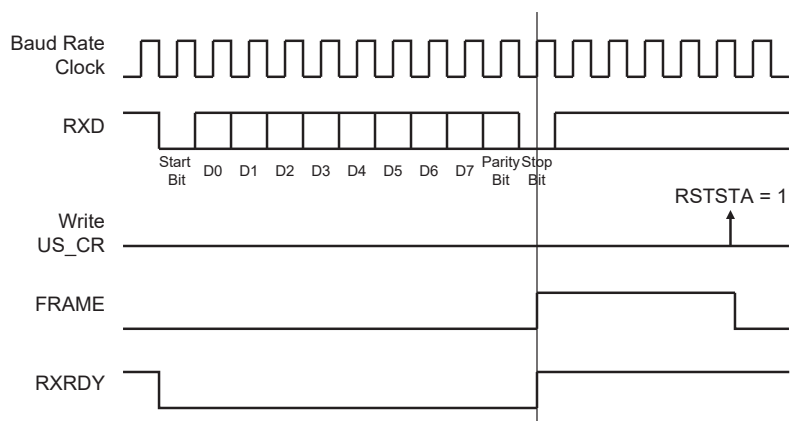 Baud Rate
Clock
RXD
Start
Bit
D0
D1
D2
D3
D4
D5
D6
D7
Parity
Bit
Stop
Bit
RSTSTA = 1
Write
US_CR
FRAME
RXRDY